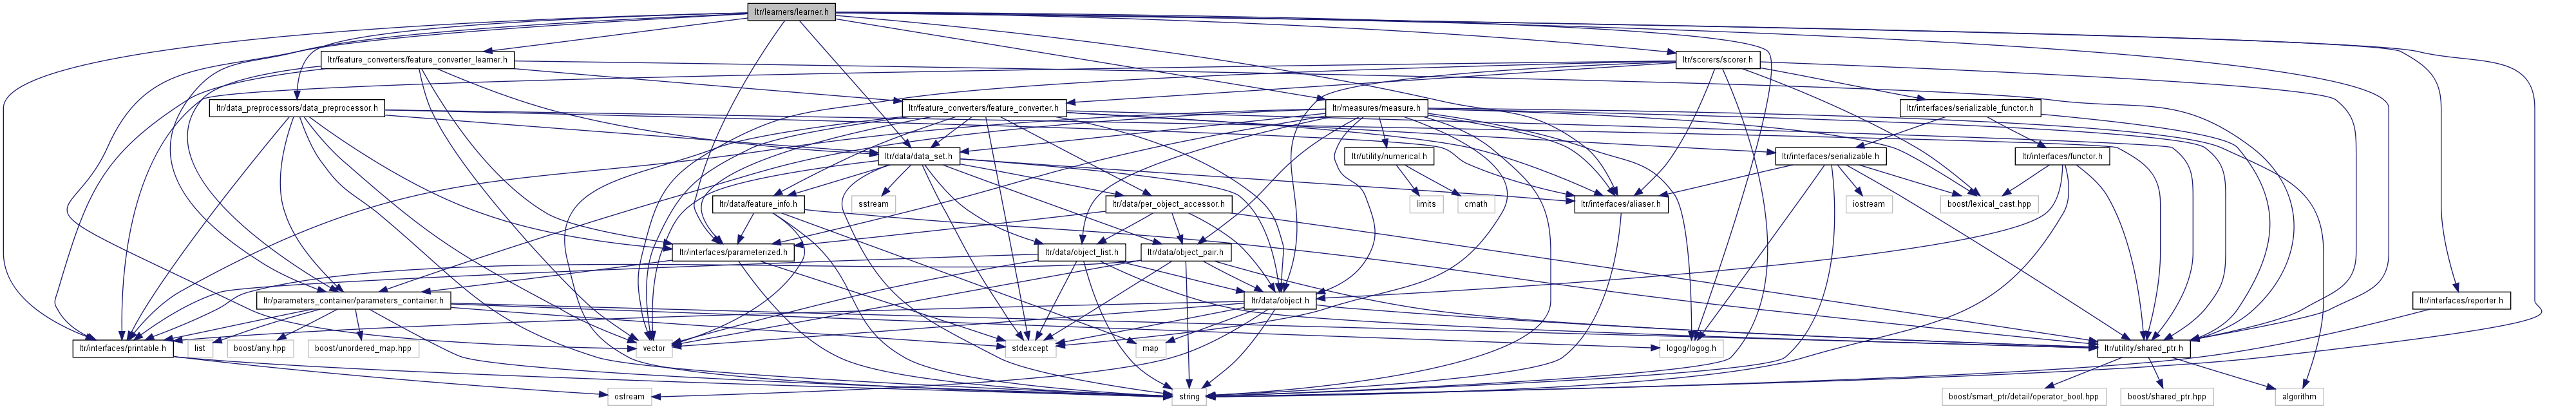 ltr/learners/learner.h
ltr/feature_converters/feature_converter_learner.h
ltr/scorers/scorer.h
ltr/data_preprocessors/data_preprocessor.h
ltr/feature_converters/feature_converter.h
ltr/measures/measure.h
ltr/interfaces/serializable_functor.h
ltr/data/data_set.h
ltr/utility/numerical.h
ltr/interfaces/serializable.h
ltr/interfaces/functor.h
ltr/data/feature_info.h
sstream
ltr/data/per_object_accessor.h
limits
cmath
ltr/interfaces/aliaser.h
iostream
boost/lexical_cast.hpp
ltr/interfaces/parameterized.h
ltr/data/object_list.h
ltr/data/object_pair.h
ltr/parameters_container/parameters_container.h
ltr/data/object.h
ltr/interfaces/reporter.h
ltr/interfaces/printable.h
list
boost/any.hpp
boost/unordered_map.hpp
vector
stdexcept
map
logog/logog.h
ltr/utility/shared_ptr.h
ostream
string
boost/smart_ptr/detail/operator_bool.hpp
boost/shared_ptr.hpp
algorithm